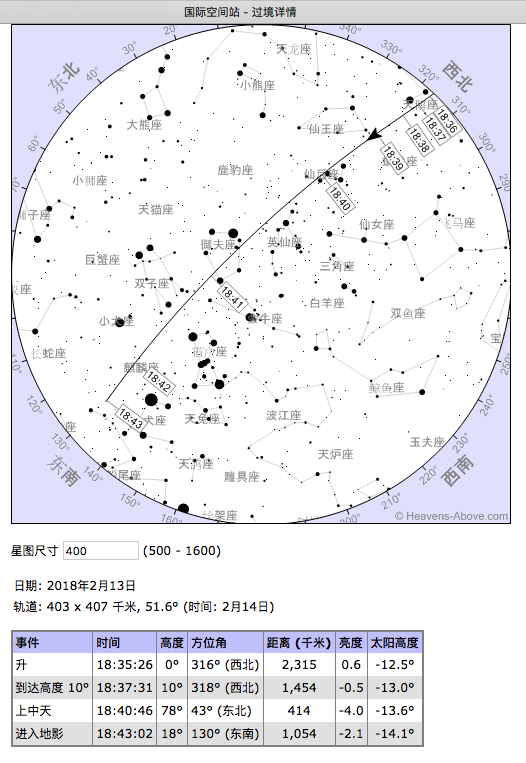 国际空间站 - 过境详情
30°
20°
340°
330°
天龙座
东北
西北
320°
40°
小熊座
天鹅座
310°
50°
大熊座
仙王座
18:36
18:37
18:38
300°
60°
18:39
鹿豹座
仙后座
小狮座
18:40
天猫座
狮子座
仙女座
飞马座
御夫座
英仙座
巨蟹座
三角座
双子座
18:41
白羊座
双鱼座
小犬座
金牛座
宝
长蛇座
猎户座
麒麟座
250°
110°
18:42
鲸鱼座
120°
18:43
大犬座
天兔座
波江座
240°
130°
玉夫座
230°
东南
天炉座
西南
140°
船尾座
天鸽座
雕具座
220°
150°
210°
160°
绘架座
200°
© Heavens-Above.com
星图尺寸 400 (500 - 1600)
日期: 2018年2月13日
轨道: 403 x 407 千米, 51.6° (时间: 2月14日)
事件 时间 高度 方位角 距离 (千米) 亮度 太阳高度
升 18:35:26 0° 316° (西北) 2,315 0.6 -12.5°
到达高度 10° 18:37:31 10° 318° (西北) 1,454 -0.5 -13.0°
上中天 18:40:46 78° 43° (东北) 414 -4.0 -13.6°
进入地影 18:43:02 18° 130° (东南) 1,054 -2.1 -14.1°